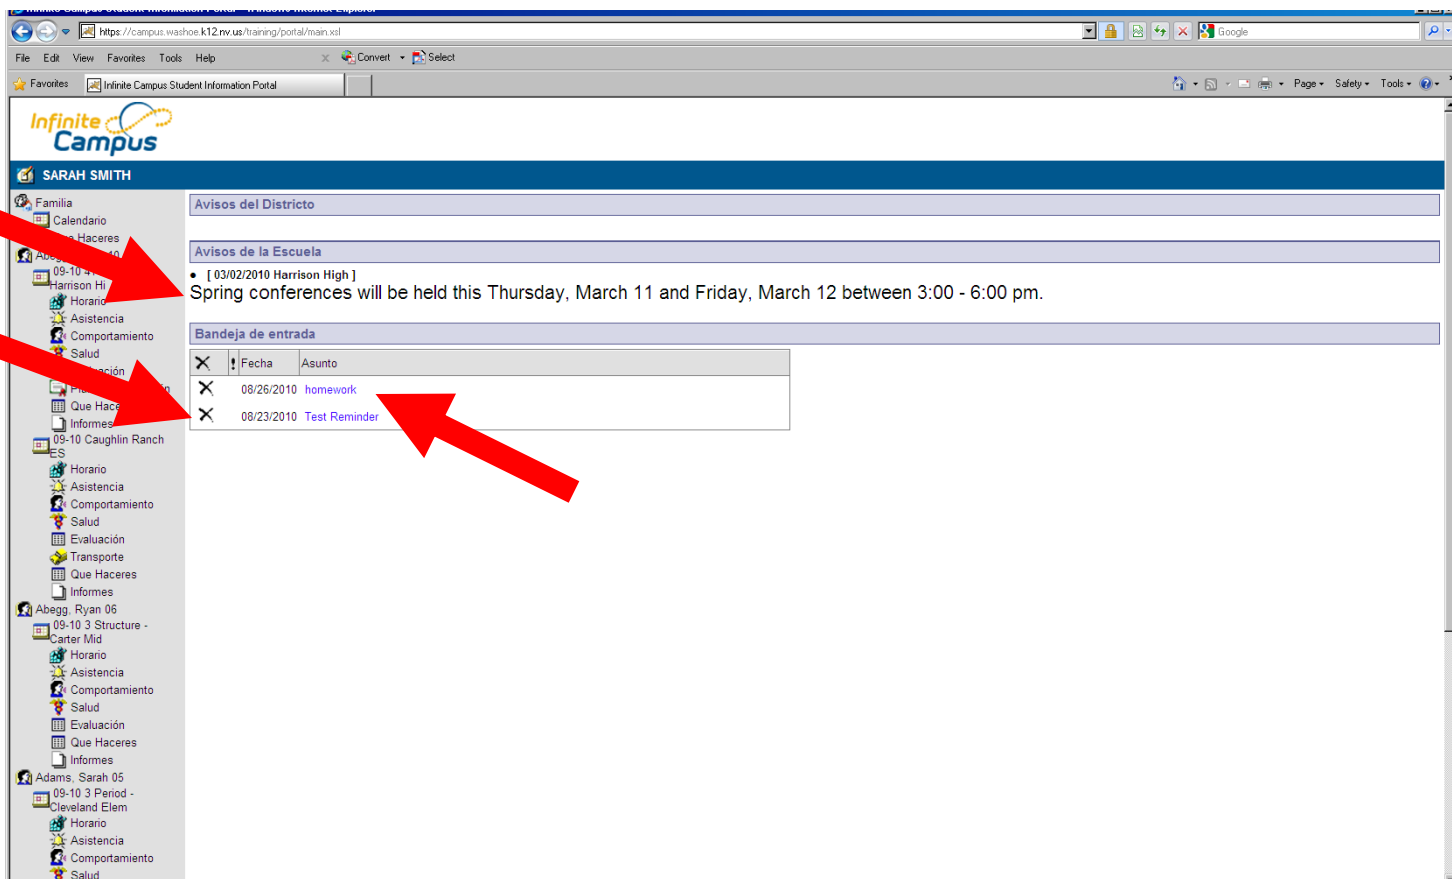 https://campus.washoe.k12.nv.us/training/portal/main.xsl
Google
File Edit View Favorites Tools Help
Convert Select
Favorites Infinite Campus Student Information Portal
Page Safety Tools
Infinite
Campus
SARAH SMITH
Familia
Calendario
Haceres
09-10
Harrison Hi
Horario
Asistencia
Comportamiento
Salud
Que
Informes
09-10 Caughlin Ranch
ES
Horario
Asistencia
Comportamiento
Salud
Evaluación
Transporte
Que Haceres
Informes
Abegg, Ryan 06
09-10 3 Structure -
Carter Mid
Horario
Asistencia
Comportamiento
Salud
Evaluación
Que Haceres
Informes
Adams, Sarah 05
09-10 3 Period -
Cleveland Elem
Horario
Asistencia
Comportamiento
Salud
Avisos del Districto
Avisos de la Escuela
• [ 03/02/2010 Harrison High ]
Spring conferences will be held this Thursday, March 11 and Friday, March 12 between 3:00 - 6:00 pm.
Bandeja de entrada
! Fecha Asunto
08/26/2010 homework
08/23/2010 Test Reminder